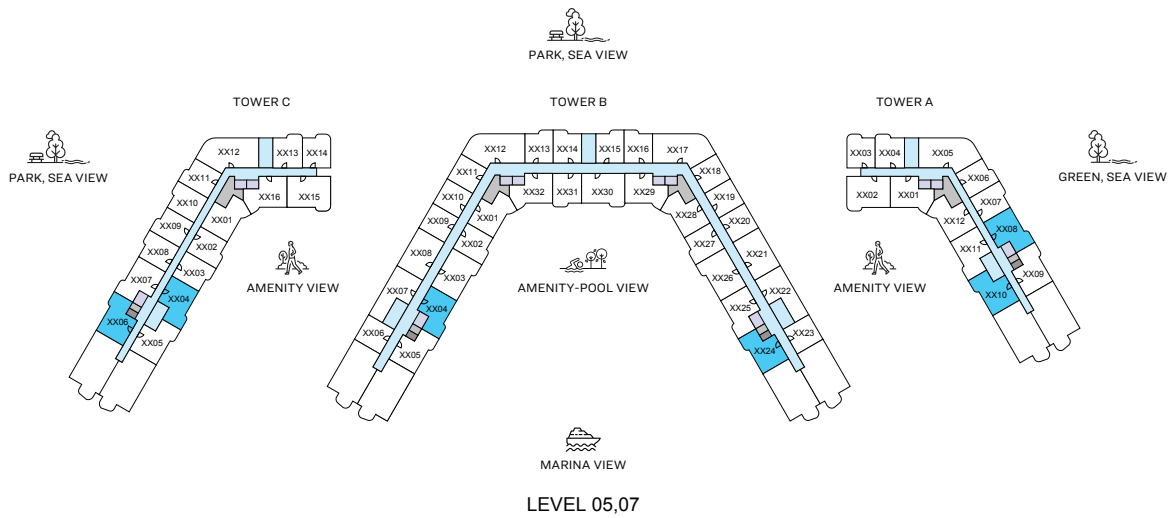 PARK, SEA VIEW
TOWER C
TOWER B
TOWER A
PARK, SEA VIEW
GREEN, SEA VIEW
XX12
XX13
XX14
XX11
XX10
XX09
XX08
XX07
XX06
XX05
XX04
XX03
XX02
XX01
XX16
XX15
XX12
XX13
XX14
XX15
XX16
XX17
XX11
XX10
XX09
XX08
XX07
XX06
XX05
XX04
XX03
XX02
XX01
XX32
XX31
XX30
XX29
XX28
XX27
XX26
XX25
XX24
XX23
XX22
XX21
XX20
XX19
XX18
XX03
XX04
XX05
XX02
XX01
XX06
XX07
XX08
XX09
XX10
XX11
XX12
AMENITY VIEW
AMENITY-POOL VIEW
AMENITY VIEW
MARINA VIEW
LEVEL 05,07